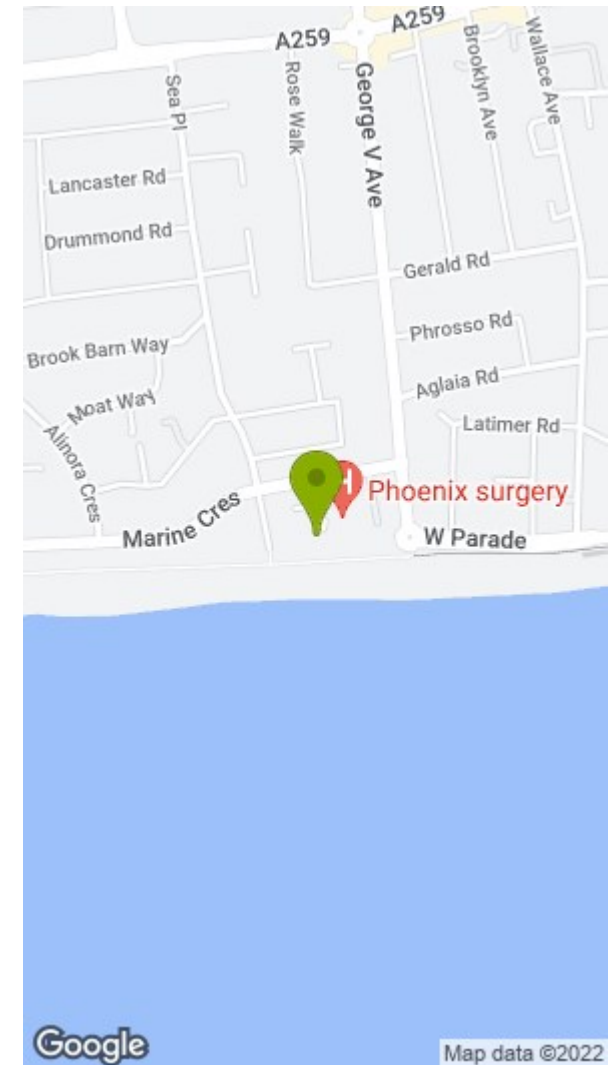 A259
A259
Sea Pl
Rose Walk
George V Ave
Brooklyn Ave
Wallace Ave
Lancaster Rd
Drummond Rd
Gerald Rd
Phrosso Rd
Brook Barn Way
Aglaia Rd
Moat Way
Latimer Rd
Alinora Cres
H
Phoenix surgery
Marine Cres
W Parade
Google
Map data ©2022